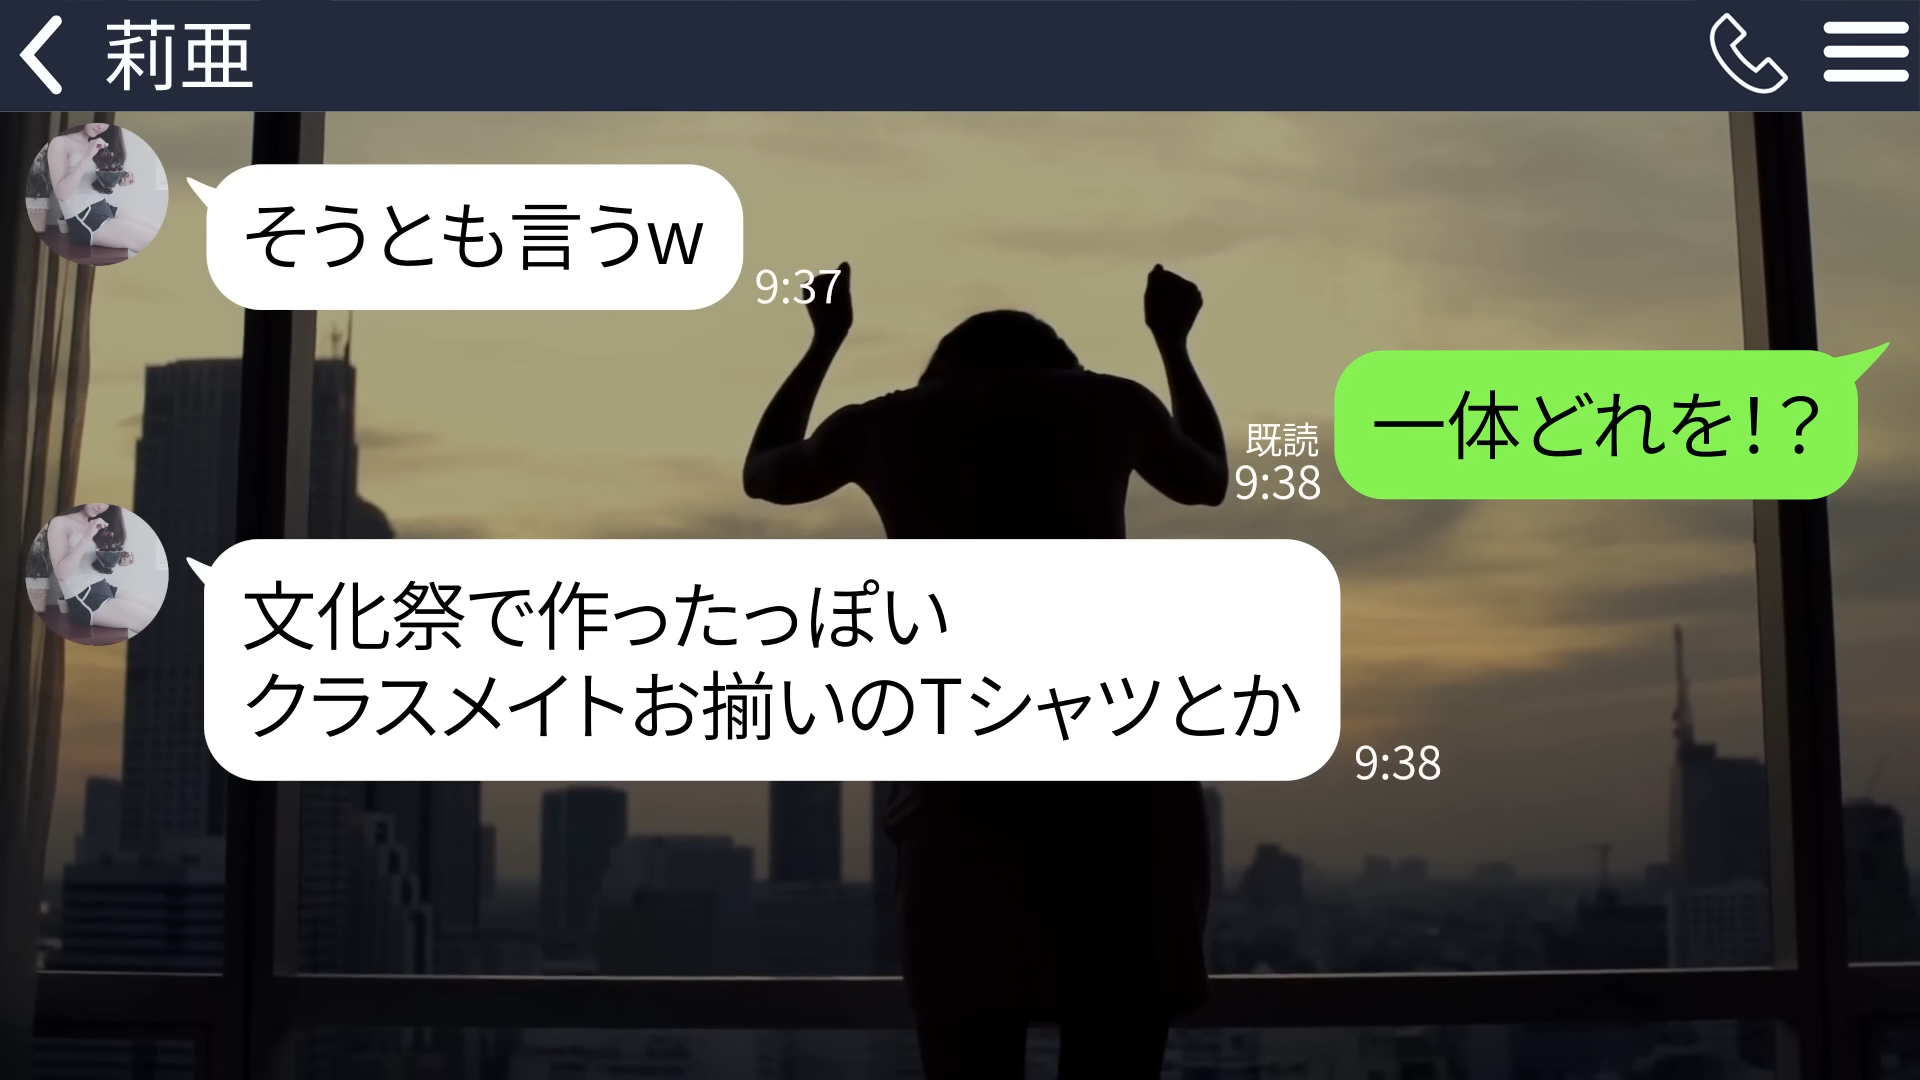 莉亜
そうとも言うw
9:37
一体どれを！？
既読
9:38
文化祭で作ったっぽい
クラスメイトお揃いのTシャツとか
9:38